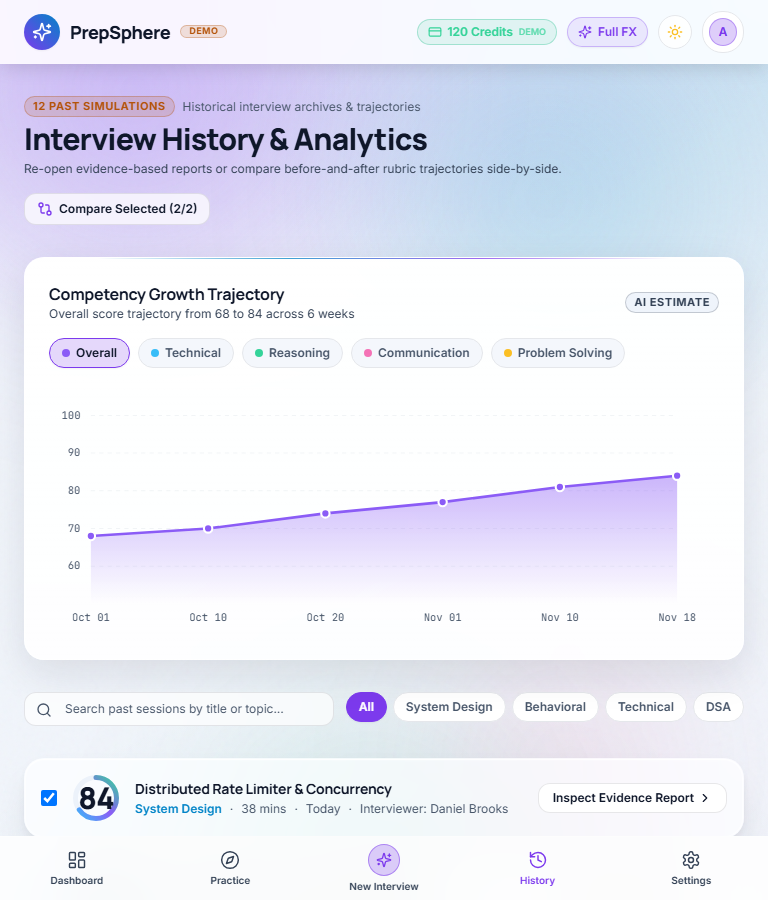 PrepSphere DEMO
120 Credits DEMO
Full FX
A
12 PAST SIMULATIONS Historical interview archives & trajectories
Interview History & Analytics
Re-open evidence-based reports or compare before-and-after rubric trajectories side-by-side.
Compare Selected (2/2)
Competency Growth Trajectory
Overall score trajectory from 68 to 84 across 6 weeks
AI ESTIMATE
Overall Technical Reasoning Communication Problem Solving
100
90
80
70
60
Oct 01 Oct 10 Oct 20 Nov 01 Nov 10 Nov 18
Search past sessions by title or topic...
All System Design Behavioral Technical DSA
84
Distributed Rate Limiter & Concurrency
System Design · 38 mins · Today · Interviewer: Daniel Brooks
Inspect Evidence Report
Dashboard Practice New Interview History Settings